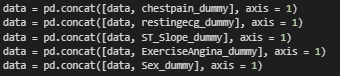 data = pd.concat([data, chestpain_dummy], axis = 1)
data = pd.concat([data, restingecg_dummy], axis = 1)
data = pd.concat([data, ST_Slope_dummy], axis = 1)
data = pd.concat([data, ExerciseAngina_dummy], axis = 1)
data = pd.concat([data, Sex_dummy], axis = 1)